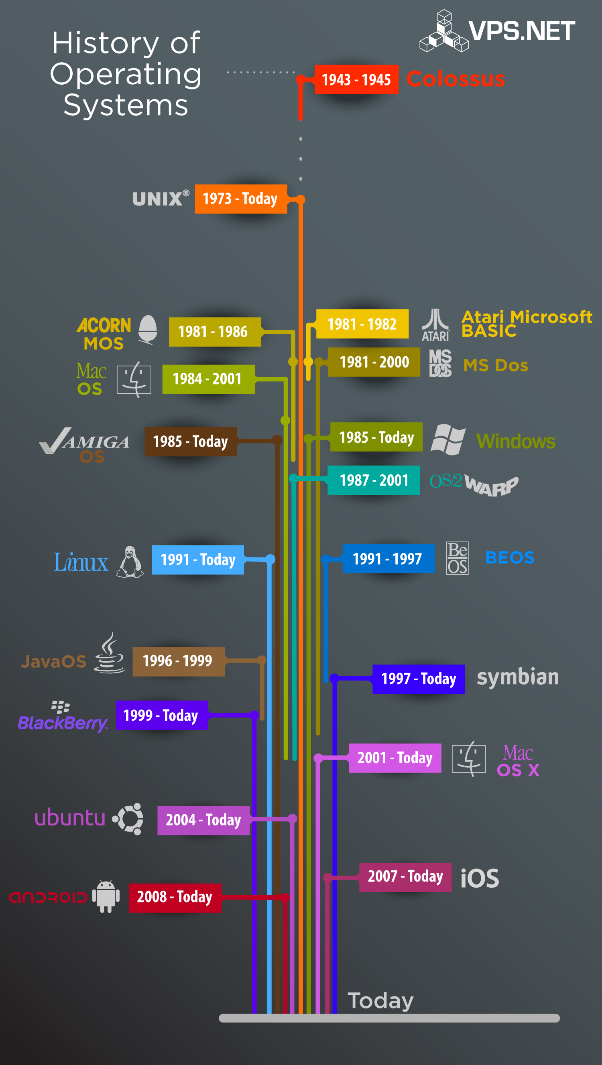 History of
Operating
Systems
VPS.NET
1943 - 1945
Colossus
UNIX®
1973 - Today
ACORN
MOS
1981 - 1986
1981 - 1982
ATARI
Atari Microsoft
BASIC
1981 - 2000
MS
DOS
MS Dos
Mac
OS
1984 - 2001
AMIGA
OS
1985 - Today
1985 - Today
Windows
1987 - 2001
OS/2 WARP
Linux
1991 - Today
1991 - 1997
Be
OS
BEOS
JavaOS
1996 - 1999
1997 - Today
symbian
BlackBerry
1999 - Today
2001 - Today
Mac
OS X
ubuntu
2004 - Today
2007 - Today
iOS
ANDROID
2008 - Today
Today